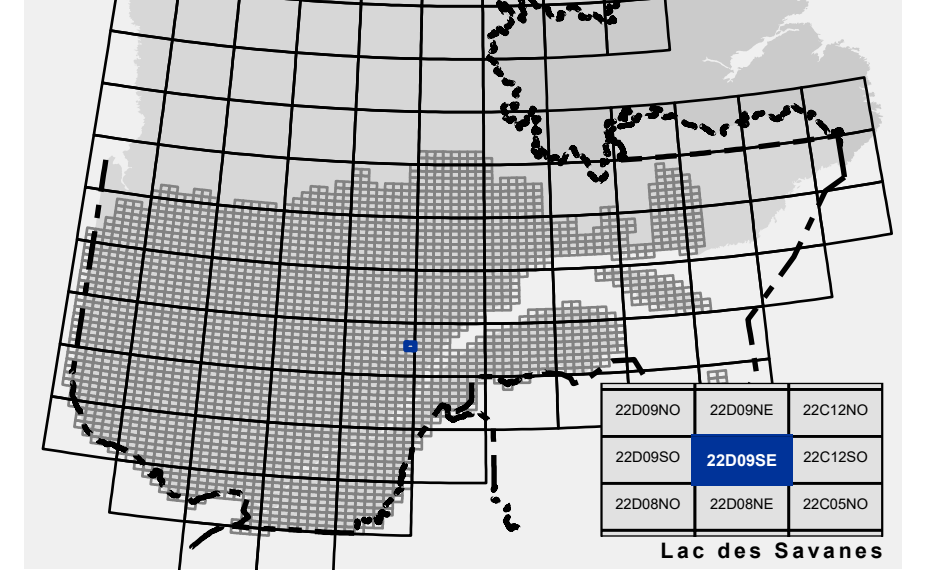 22D09NO 22D09NE 22C12NO
22D09SO 22D09SE 22C12SO
22D08NO 22D08NE 22C05NO
Lac des Savanes